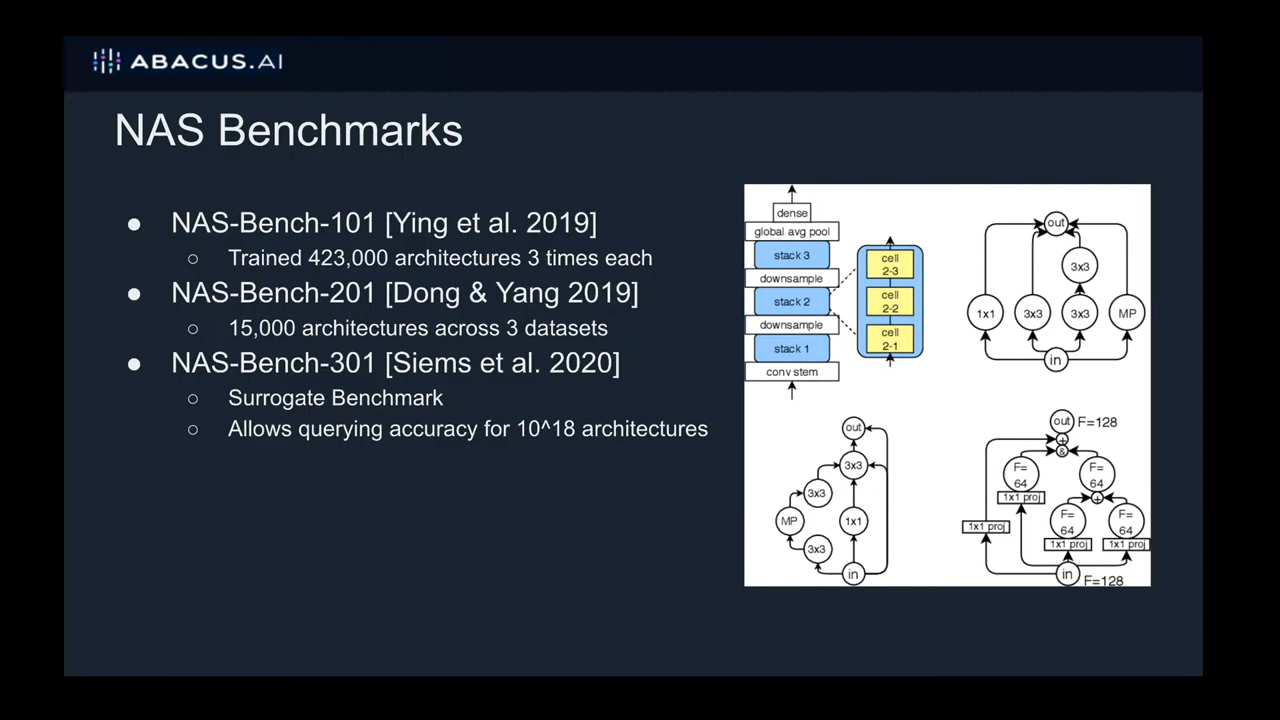 ABACUS.AI
NAS Benchmarks
● NAS-Bench-101 [Ying et al. 2019]
○ Trained 423,000 architectures 3 times each
● NAS-Bench-201 [Dong & Yang 2019]
○ 15,000 architectures across 3 datasets
● NAS-Bench-301 [Siems et al. 2020]
○ Surrogate Benchmark
○ Allows querying accuracy for 10^18 architectures
dense
global avg pool
stack 3
downsample
stack 2
downsample
stack 1
conv stem
cell
2-3
cell
2-2
cell
2-1
out
3x3
1x1 3x3 3x3 MP
in
out
3x3
3x3
MP 1x1
3x3
in
out F=128
+
&
F=
64
1x1 proj
F=
64
+
1x1 proj
F=
64
1x1 proj
F=
64
1x1 proj
in F=128